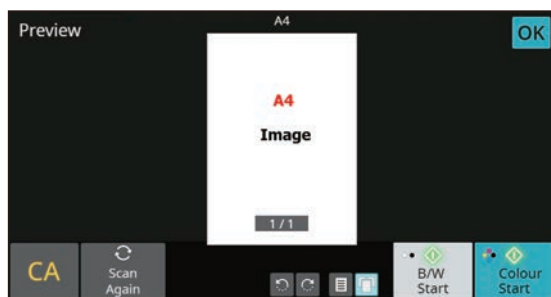 A4
Preview
OK
A4
Image
1 / 1
CA
Scan
Again
B/W
Start
Colour
Start